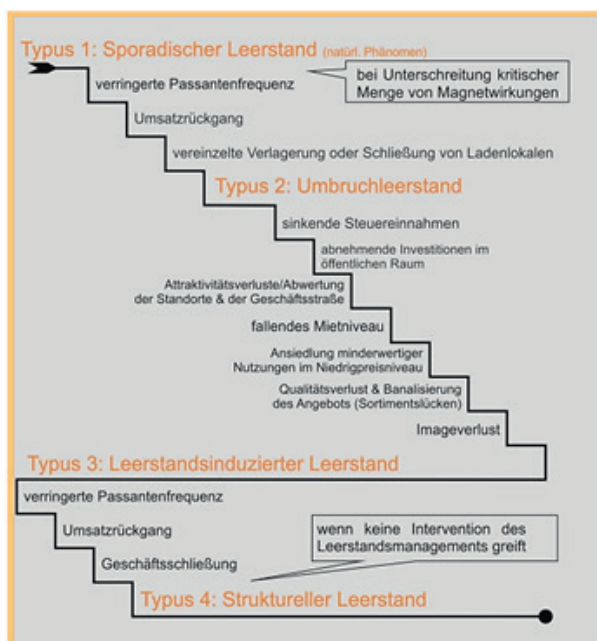 Typus 1: Sporadischer Leerstand (natürl. Phänomen)
verringerte Passantenfrequenz
bei Unterschreitung kritischer
Menge von Magnetwirkungen
Umsatzrückgang
vereinzelte Verlagerung oder Schließung von Ladenlokalen
Typus 2: Umbruchleerstand
sinkende Steuereinnahmen
abnehmende Investitionen im
öffentlichen Raum
Attraktivitätsverluste/Abwertung
der Standorte & der Geschäftsstraße
fallendes Mietniveau
Ansiedlung minderwertiger
Nutzungen im Niedrigpreisniveau
Qualitätsverlust & Banalisierung
des Angebots (Sortimentslücken)
Imageverlust
Typus 3: Leerstandsinduzierter Leerstand
verringerte Passantenfrequenz
Umsatzrückgang
wenn keine Intervention des
Leerstandsmanagements greift
Geschäftsschließung
Typus 4: Struktureller Leerstand